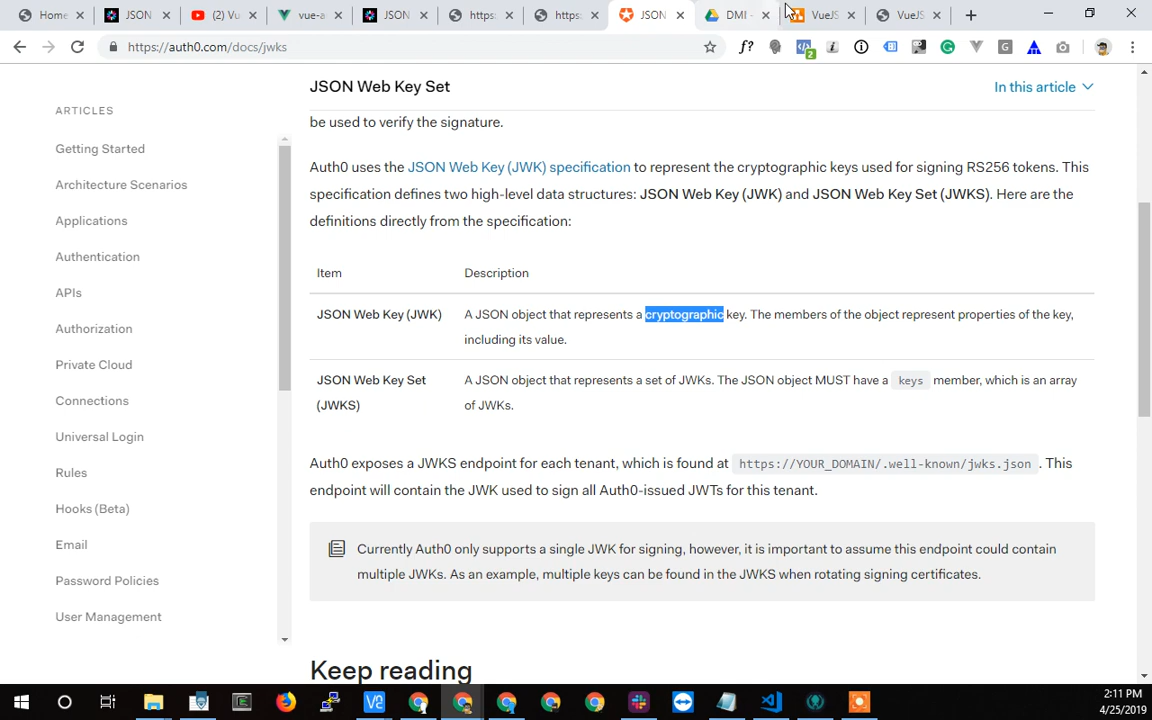 Home
JSON
(2) Vu
vue-a
JSON
https:
https:
JSON
DMI -
VueJS
VueJS
https://auth0.com/docs/jwks
f?
2
G
JSON Web Key Set
In this article
ARTICLES
Getting Started
Architecture Scenarios
Applications
Authentication
APIs
Authorization
Private Cloud
Connections
Universal Login
Rules
Hooks (Beta)
Email
Password Policies
User Management
be used to verify the signature.
Auth0 uses the JSON Web Key (JWK) specification to represent the cryptographic keys used for signing RS256 tokens. This
specification defines two high-level data structures: JSON Web Key (JWK) and JSON Web Key Set (JWKS). Here are the
definitions directly from the specification:
Item Description
JSON Web Key (JWK) A JSON object that represents a cryptographic key. The members of the object represent properties of the key,
including its value.
JSON Web Key Set A JSON object that represents a set of JWKs. The JSON object MUST have a keys member, which is an array
(JWKS) of JWKs.
Auth0 exposes a JWKS endpoint for each tenant, which is found at https://YOUR_DOMAIN/.well-known/jwks.json. This
endpoint will contain the JWK used to sign all Auth0-issued JWTs for this tenant.
Currently Auth0 only supports a single JWK for signing, however, it is important to assume this endpoint could contain
multiple JWKs. As an example, multiple keys can be found in the JWKS when rotating signing certificates.
Keep reading
2:11 PM
4/25/2019